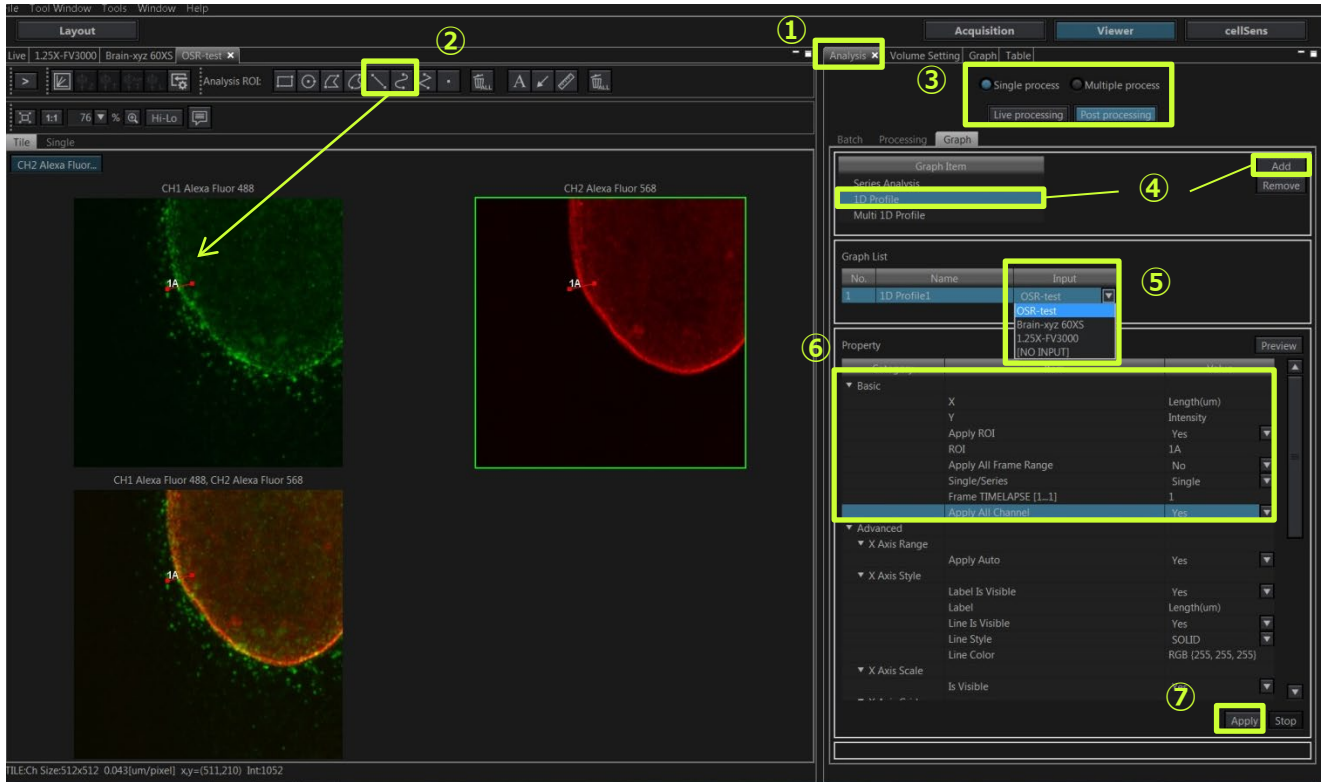 File Tool Window Tools Window Help
Layout
Acquisition Viewer cellSens
①
②
Live 1.25X-FV3000 Brain-xyz 60XS OSR-test ×
Analysis × Volume Setting Graph Table
> Analysis ROI: ALL A ALL
③
Single process Multiple process
Live processing Post processing
1:1 76 % Hi-Lo
Tile Single
Batch Processing Graph
CH2 Alexa Fluor...
Graph Item Add
Series Analysis Remove
1D Profile
④
Multi 1D Profile
CH1 Alexa Fluor 488
CH2 Alexa Fluor 568
1A
1A
CH1 Alexa Fluor 488, CH2 Alexa Fluor 568
1A
Graph List
No. Name Input
⑤
1 1D Profile1 OSR-test
OSR-test
Brain-xyz 60XS
1.25X-FV3000
[NO INPUT]
⑥
Property Preview
▼ Basic
X Length(um)
Y Intensity
Apply ROI Yes
ROI 1A
Apply All Frame Range No
Single/Series Single
Frame TIMELAPSE [1...1] 1
Apply All Channel Yes
▼ Advanced
▼ X Axis Range
Apply Auto Yes
▼ X Axis Style
Label Is Visible Yes
Label Length(um)
Line Is Visible Yes
Line Style SOLID
Line Color RGB {255, 255, 255}
▼ X Axis Scale
Is Visible
⑦
Apply Stop
TILE:Ch Size:512x512 0.043[um/pixel] x,y=(511,210) Int:1052